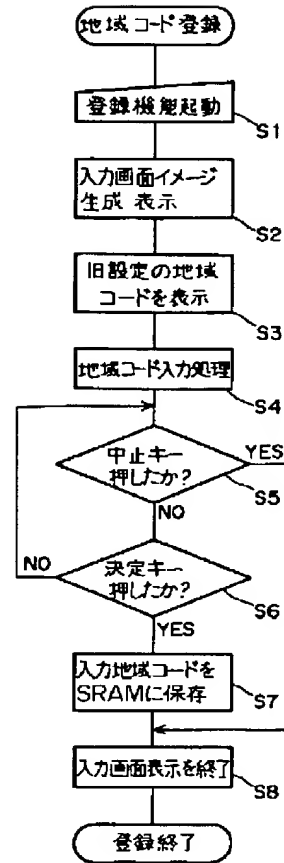 地域コード登録
登録機能起動
S1
入力画面イメージ
生成 表示
S2
旧設定の地域
コードを表示
S3
地域コード入力処理
S4
中止キー
押したか?
YES
S5
NO
決定キー
押したか?
NO
S6
YES
入力地域コードを
SRAMに保存
S7
入力画面表示を終了
S8
登録終了